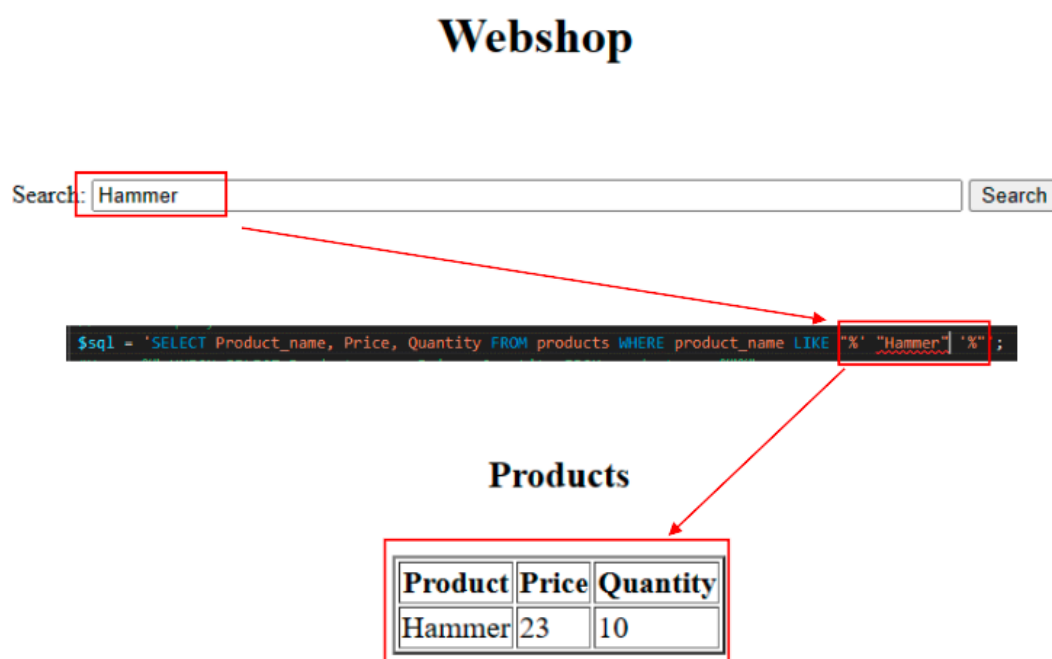 Webshop
Search: Hammer Search
$sql = 'SELECT Product_name, Price, Quantity FROM products WHERE product_name LIKE "%' "Hammer" '%"';
Products
Product Price Quantity
Hammer 23 10